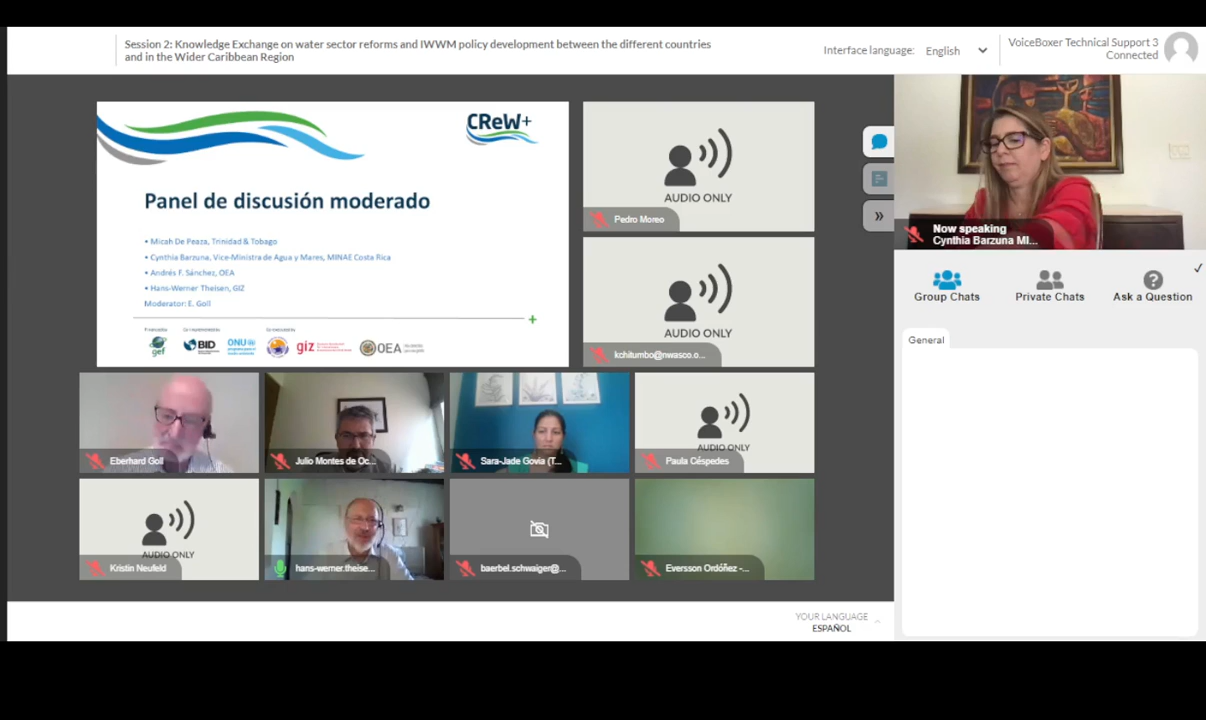 Session 2: Knowledge Exchange on water sector reforms and IWWM policy development between the different countries
and in the Wider Caribbean Region
Interface language: English
VoiceBoxer Technical Support 3
Connected
CReW+
Panel de discusión moderado
• Micah De Peaza, Trinidad & Tobago
• Cynthia Barzuna, Vice-Ministra de Agua y Mares, MINAE Costa Rica
• Andrés F. Sánchez, OEA
• Hans-Werner Theisen, GIZ
Moderator: E. Goll
gef
BID
ONU
giz
OEA
AUDIO ONLY
Pedro Moreo
AUDIO ONLY
kchitumbo@nwasco.o...
Now speaking
Cynthia Barzuna MI...
Group Chats
Private Chats
Ask a Question
General
Eberhard Goll
Julio Montes de Oc...
Sara-Jade Govia (T...
AUDIO ONLY
Paula Céspedes
AUDIO ONLY
Kristin Neufeld
hans-werner.theise...
baerbel.schwaiger@...
Eversson Ordóñez -...
YOUR LANGUAGE
ESPAÑOL